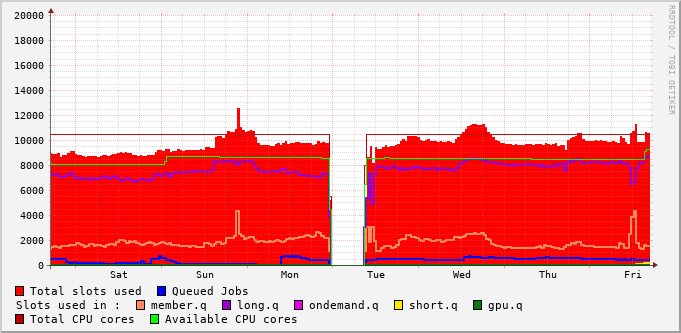 20000
18000
16000
14000
12000
10000
8000
6000
4000
2000
0
Sat Sun Mon Tue Wed Thu Fri
RRDTOOL / TOBI OETIKER
Total slots used Queued Jobs
Slots used in : member.q long.q ondemand.q short.q gpu.q
Total CPU cores Available CPU cores